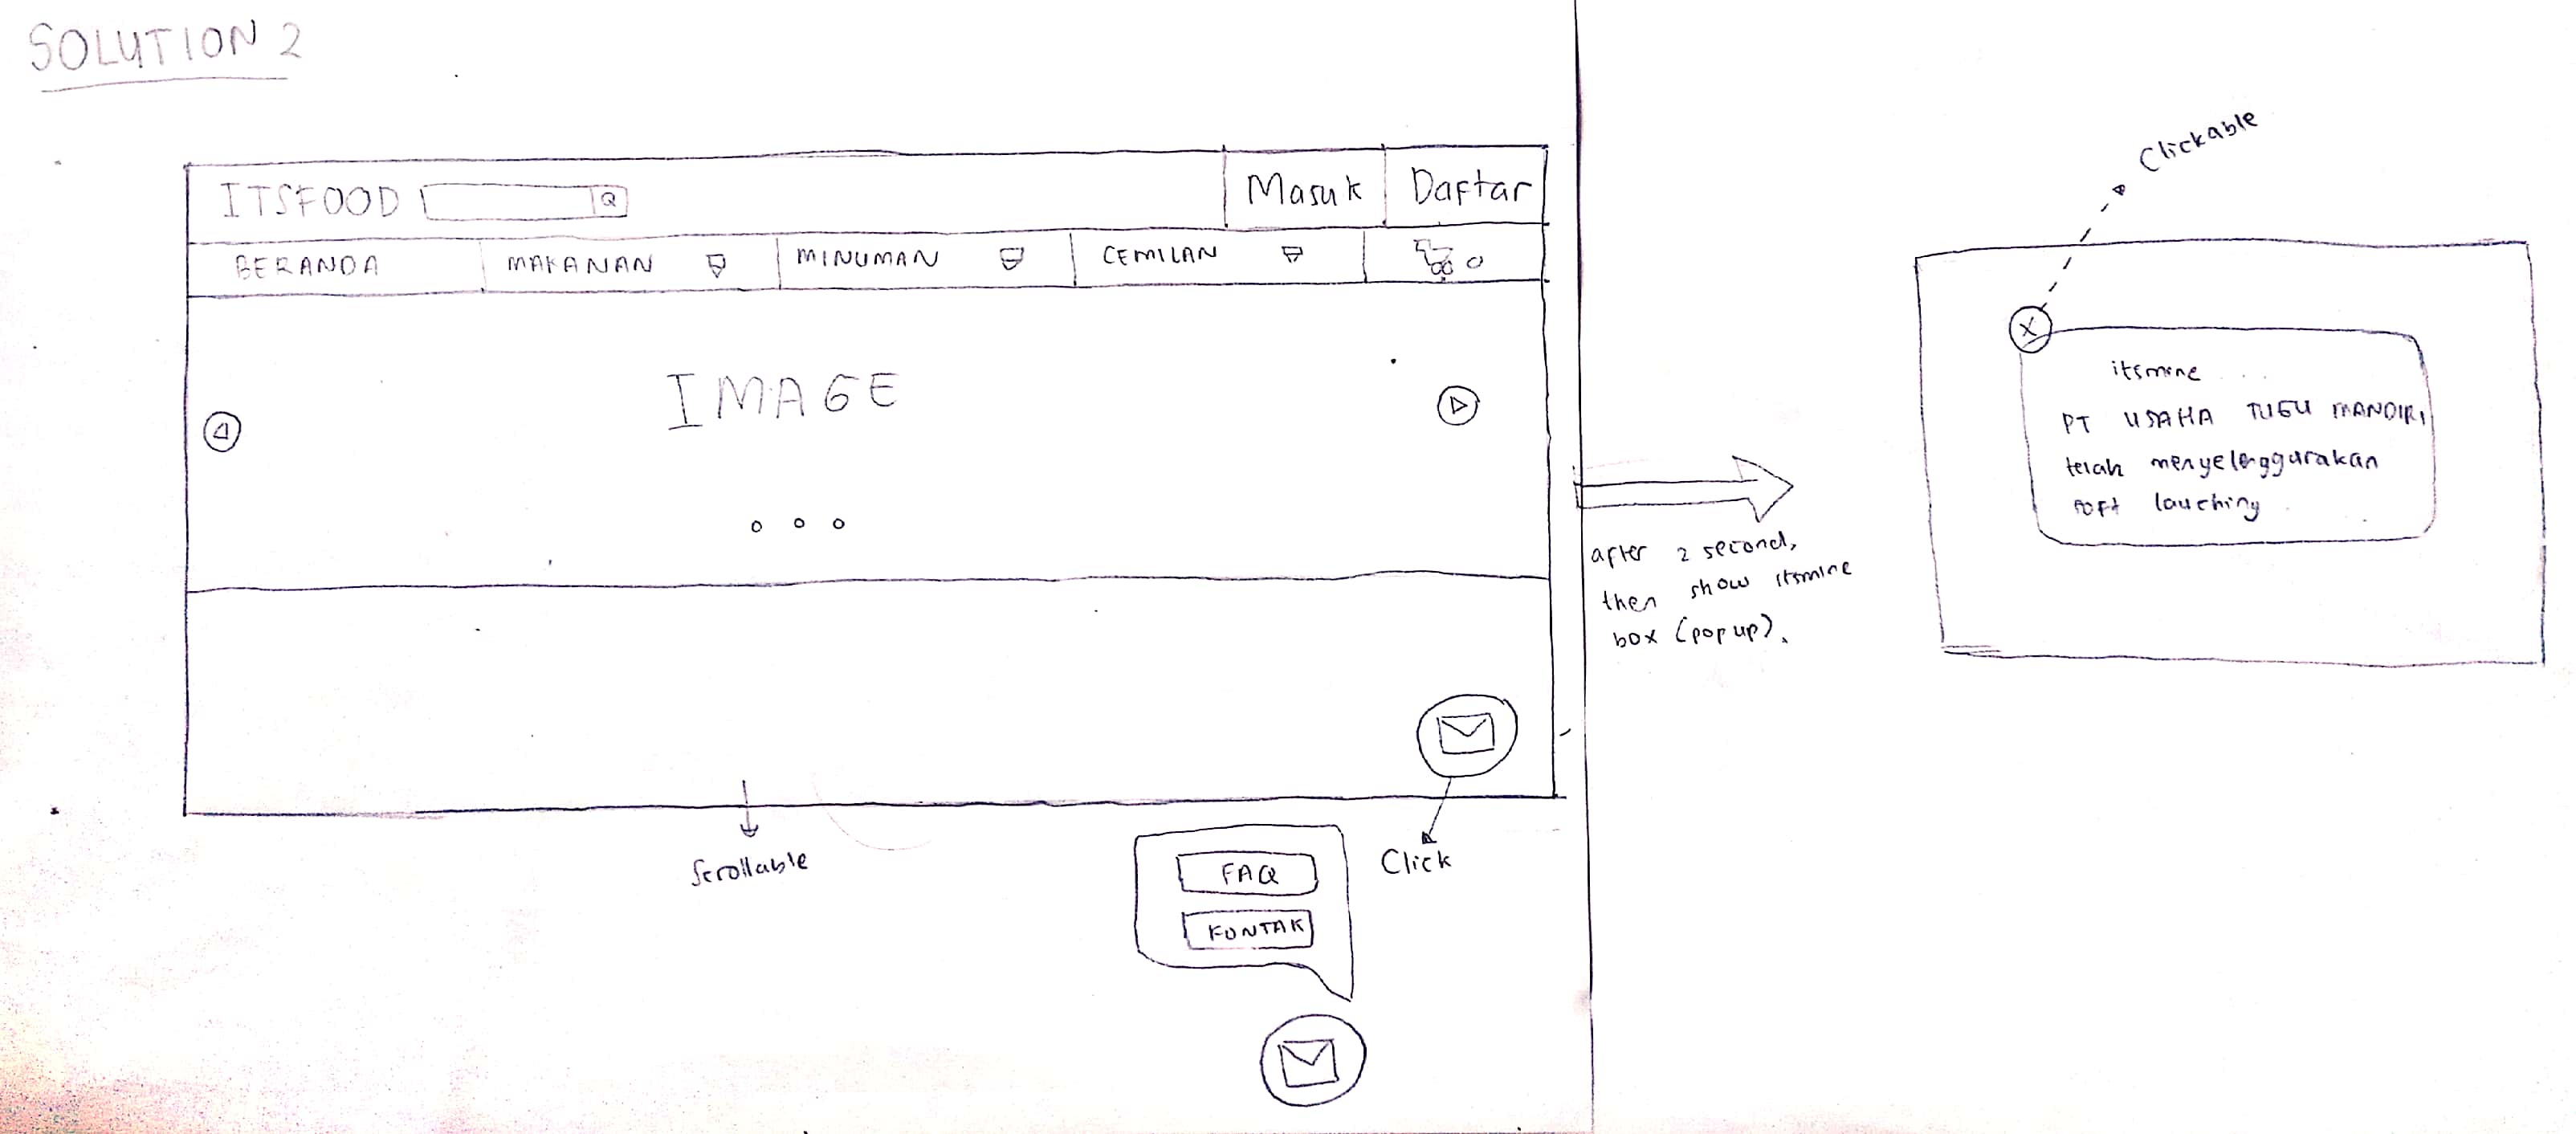 SOLUTION 2
ITSFOOD
Masuk
Daftar
BERANDA
MAKANAN
MINUMAN
CEMILAN
0
IMAGE
Scrollable
Click
FAQ
KONTAK
after 2 second,
then show itsmine
box (pop up).
Clickable
X
itsmine ...
PT USAHA TUGU MANDIRI
telah menyelenggarakan
soft lauching